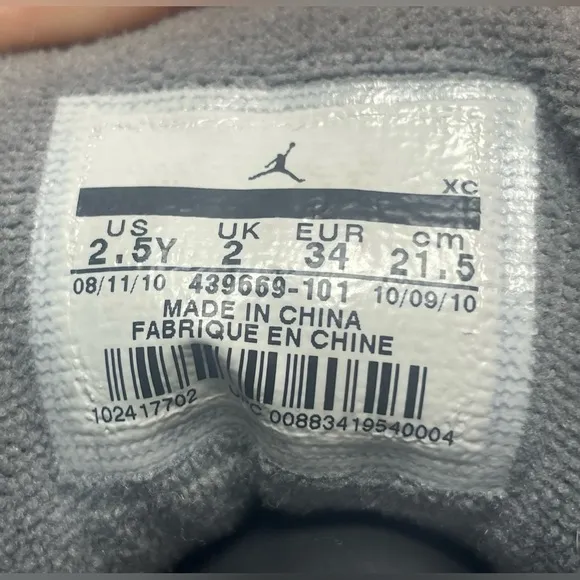 XC
US UK EUR cm
2.5Y 2 34 21.5
08/11/10 439669-101 10/09/10
MADE IN CHINA
FABRIQUE EN CHINE
102417702 00883419540004